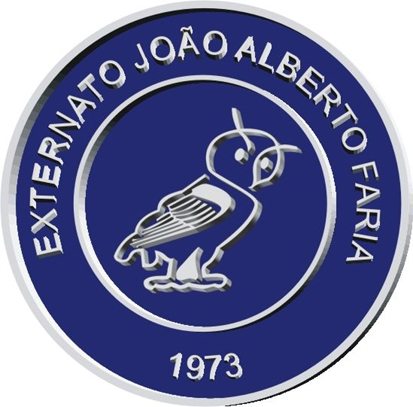 EXTERNATO JOÃO ALBERTO FARIA
1973